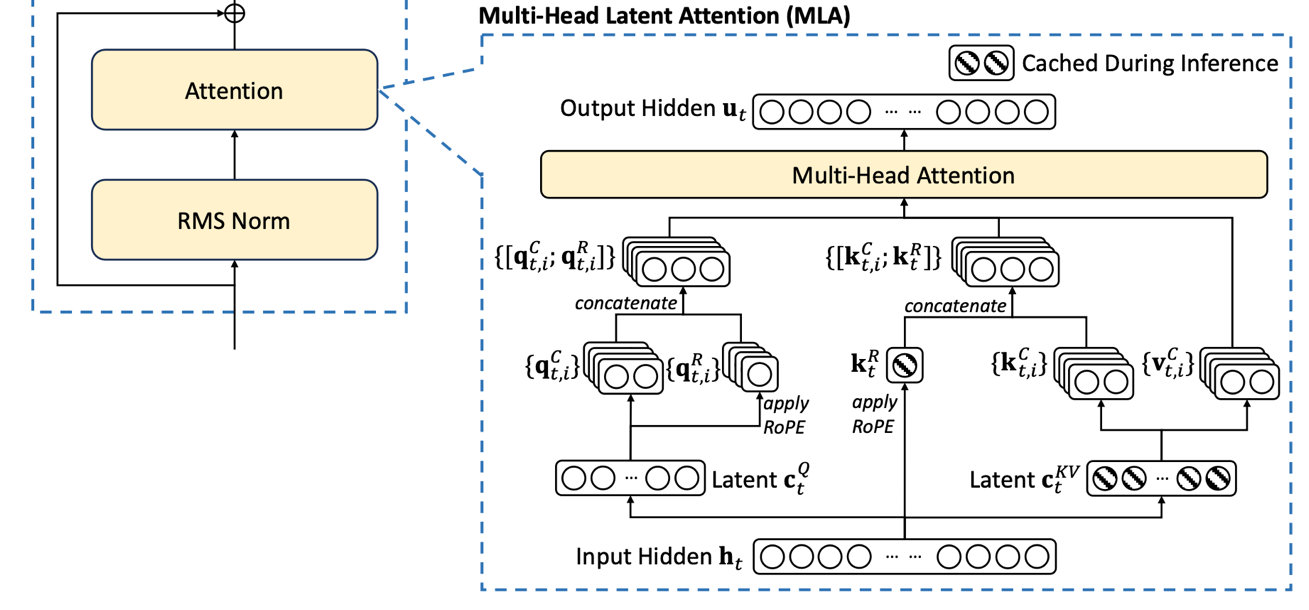 Multi-Head Latent Attention (MLA)
Cached During Inference
Attention
Output Hidden u_t
··· ···
Multi-Head Attention
RMS Norm
{[q^C_{t,i}; q^R_{t,i}]}
{[k^C_{t,i}; k^R_t]}
concatenate
concatenate
{q^C_{t,i}}
{q^R_{t,i}}
k^R_t
{k^C_{t,i}}
{v^C_{t,i}}
apply
RoPE
apply
RoPE
···
Latent c^Q_t
Latent c^{KV}_t
···
Input Hidden h_t
··· ···